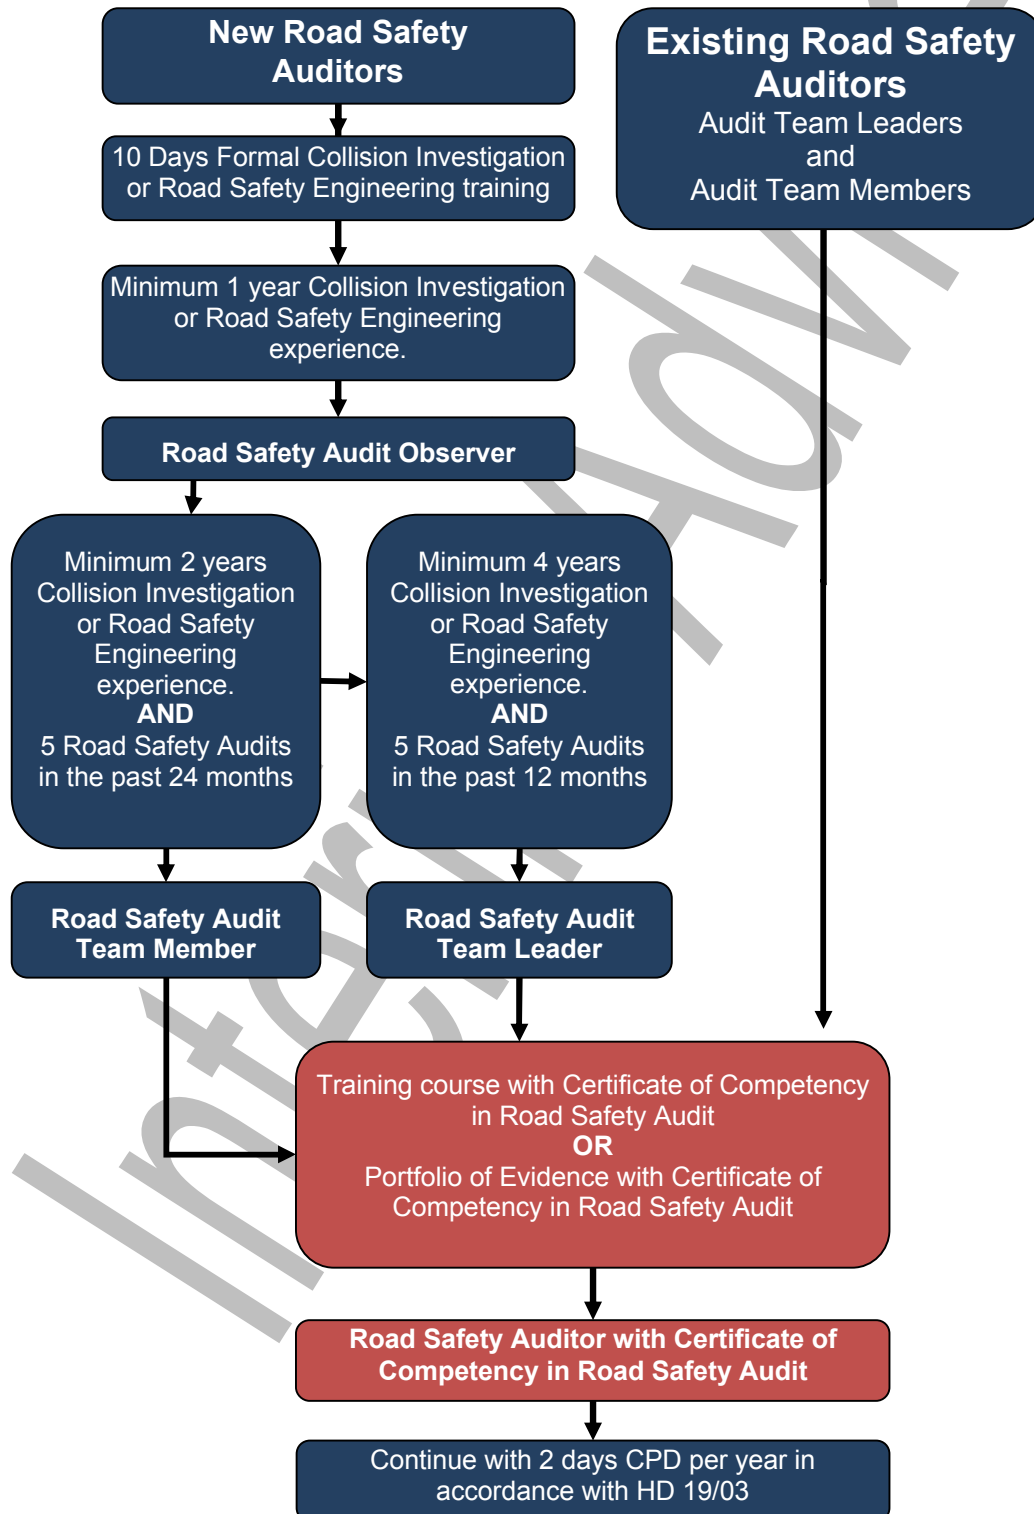 New Road Safety
Auditors
Existing Road Safety
Auditors
Audit Team Leaders
and
Audit Team Members
10 Days Formal Collision Investigation
or Road Safety Engineering training
Minimum 1 year Collision Investigation
or Road Safety Engineering
experience.
Road Safety Audit Observer
Minimum 2 years
Collision Investigation
or Road Safety
Engineering
experience.
AND
5 Road Safety Audits
in the past 24 months
Minimum 4 years
Collision Investigation
or Road Safety
Engineering
experience.
AND
5 Road Safety Audits
in the past 12 months
Road Safety Audit
Team Member
Road Safety Audit
Team Leader
Training course with Certificate of Competency
in Road Safety Audit
OR
Portfolio of Evidence with Certificate of
Competency in Road Safety Audit
Road Safety Auditor with Certificate of
Competency in Road Safety Audit
Continue with 2 days CPD per year in
accordance with HD 19/03